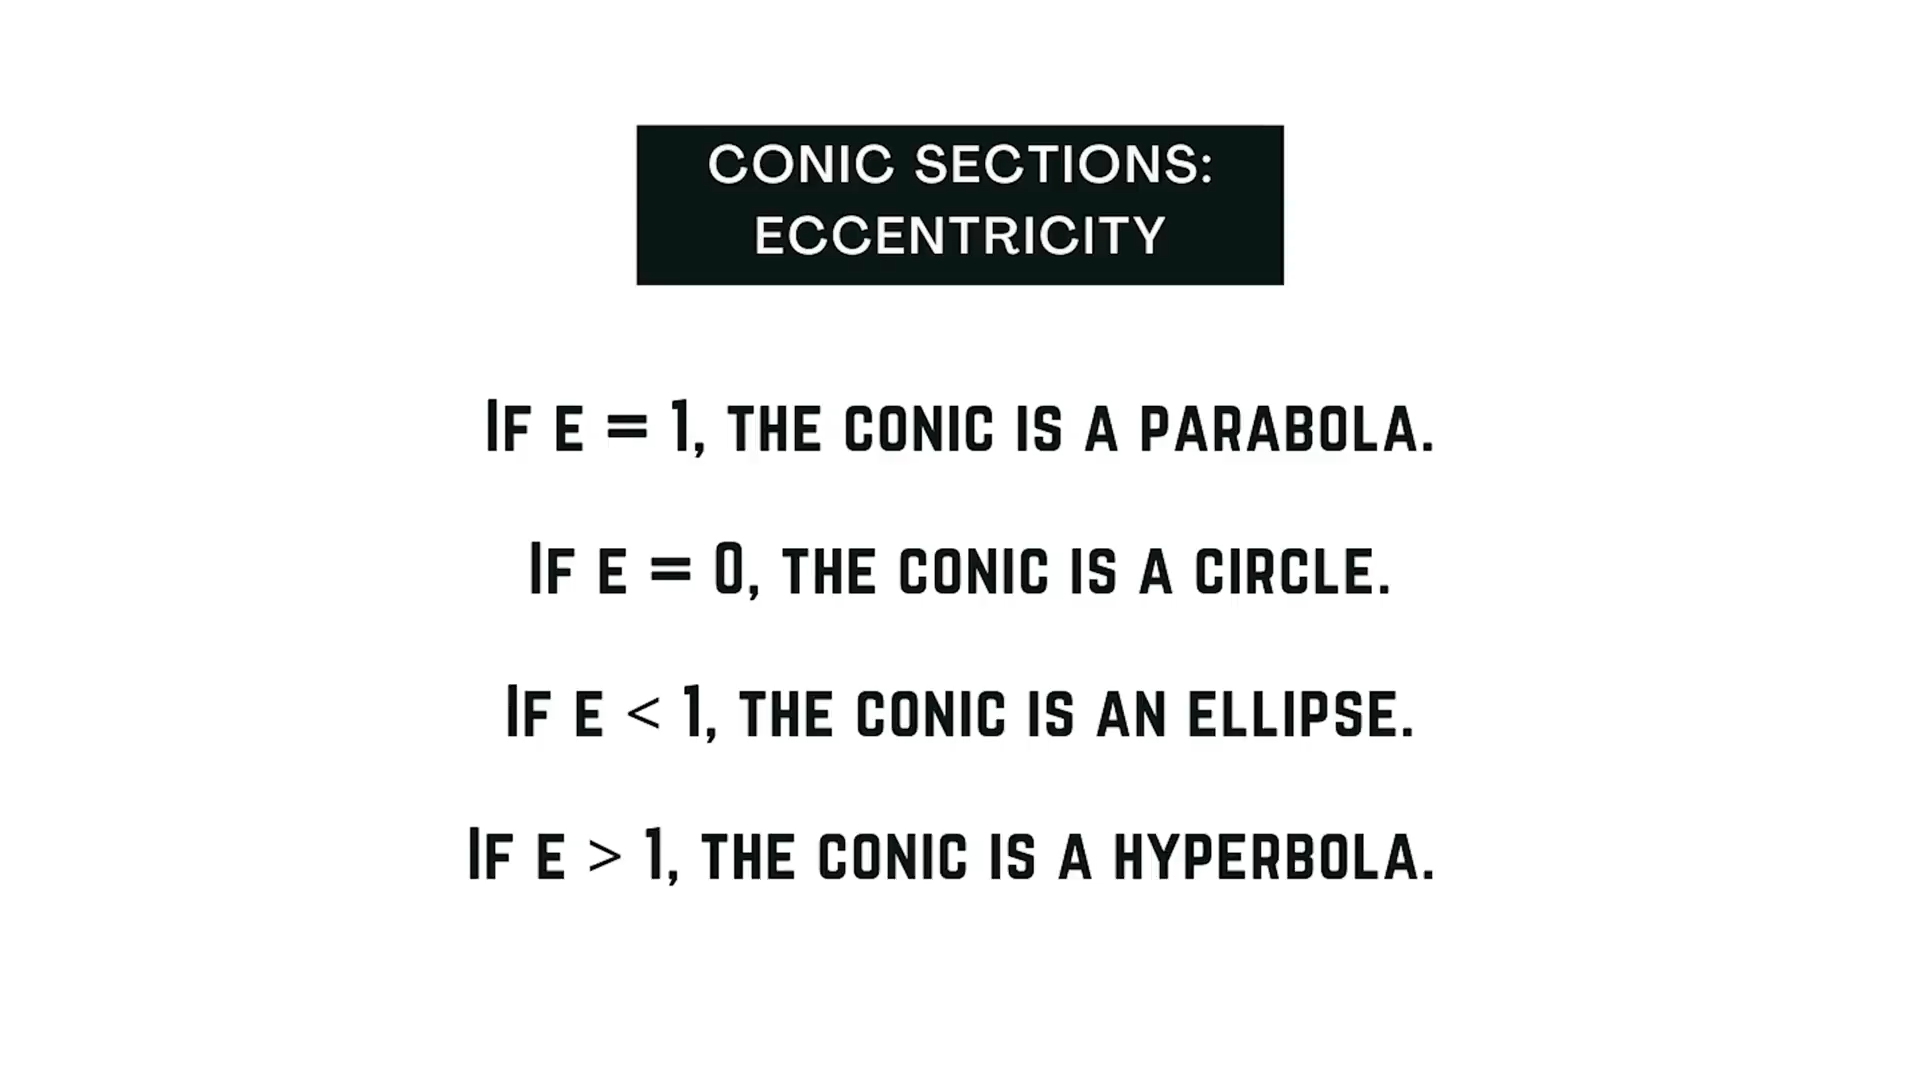 CONIC SECTIONS:
ECCENTRICITY
If e = 1, the conic is a parabola.
If e = 0, the conic is a circle.
If e < 1, the conic is an ellipse.
If e > 1, the conic is a hyperbola.